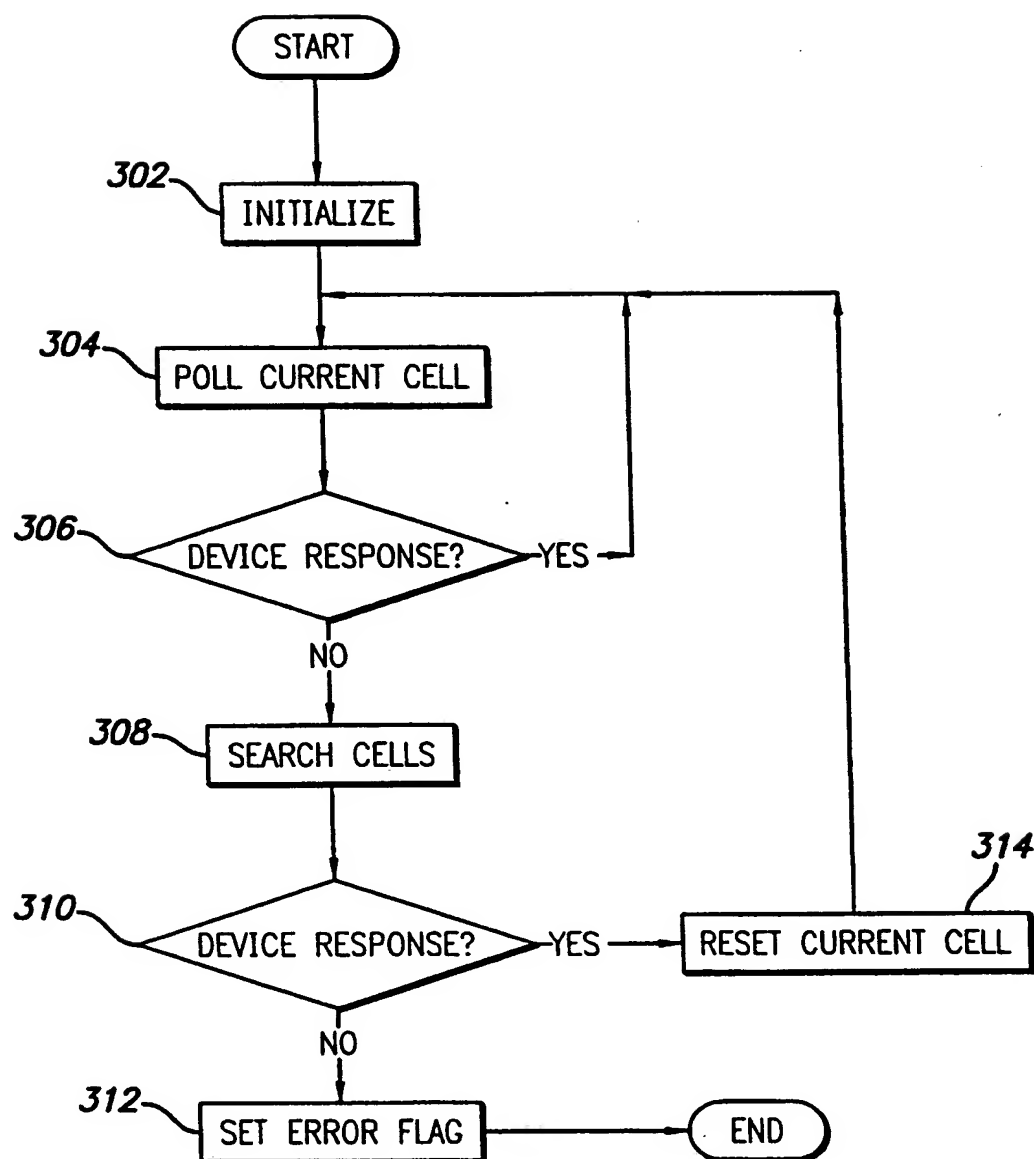 START
302
INITIALIZE
304
POLL CURRENT CELL
306
DEVICE RESPONSE?
YES
NO
308
SEARCH CELLS
310
DEVICE RESPONSE?
YES
314
RESET CURRENT CELL
NO
312
SET ERROR FLAG
END